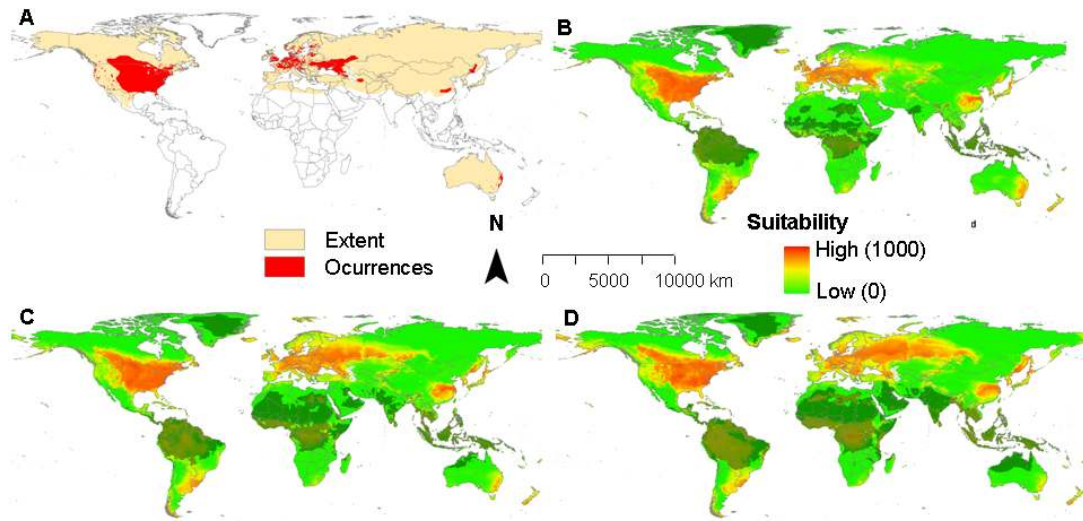 A
B
N
Extent
Ocurrences
0 5000 10000 km
d
Suitability
High (1000)
Low (0)
C
D